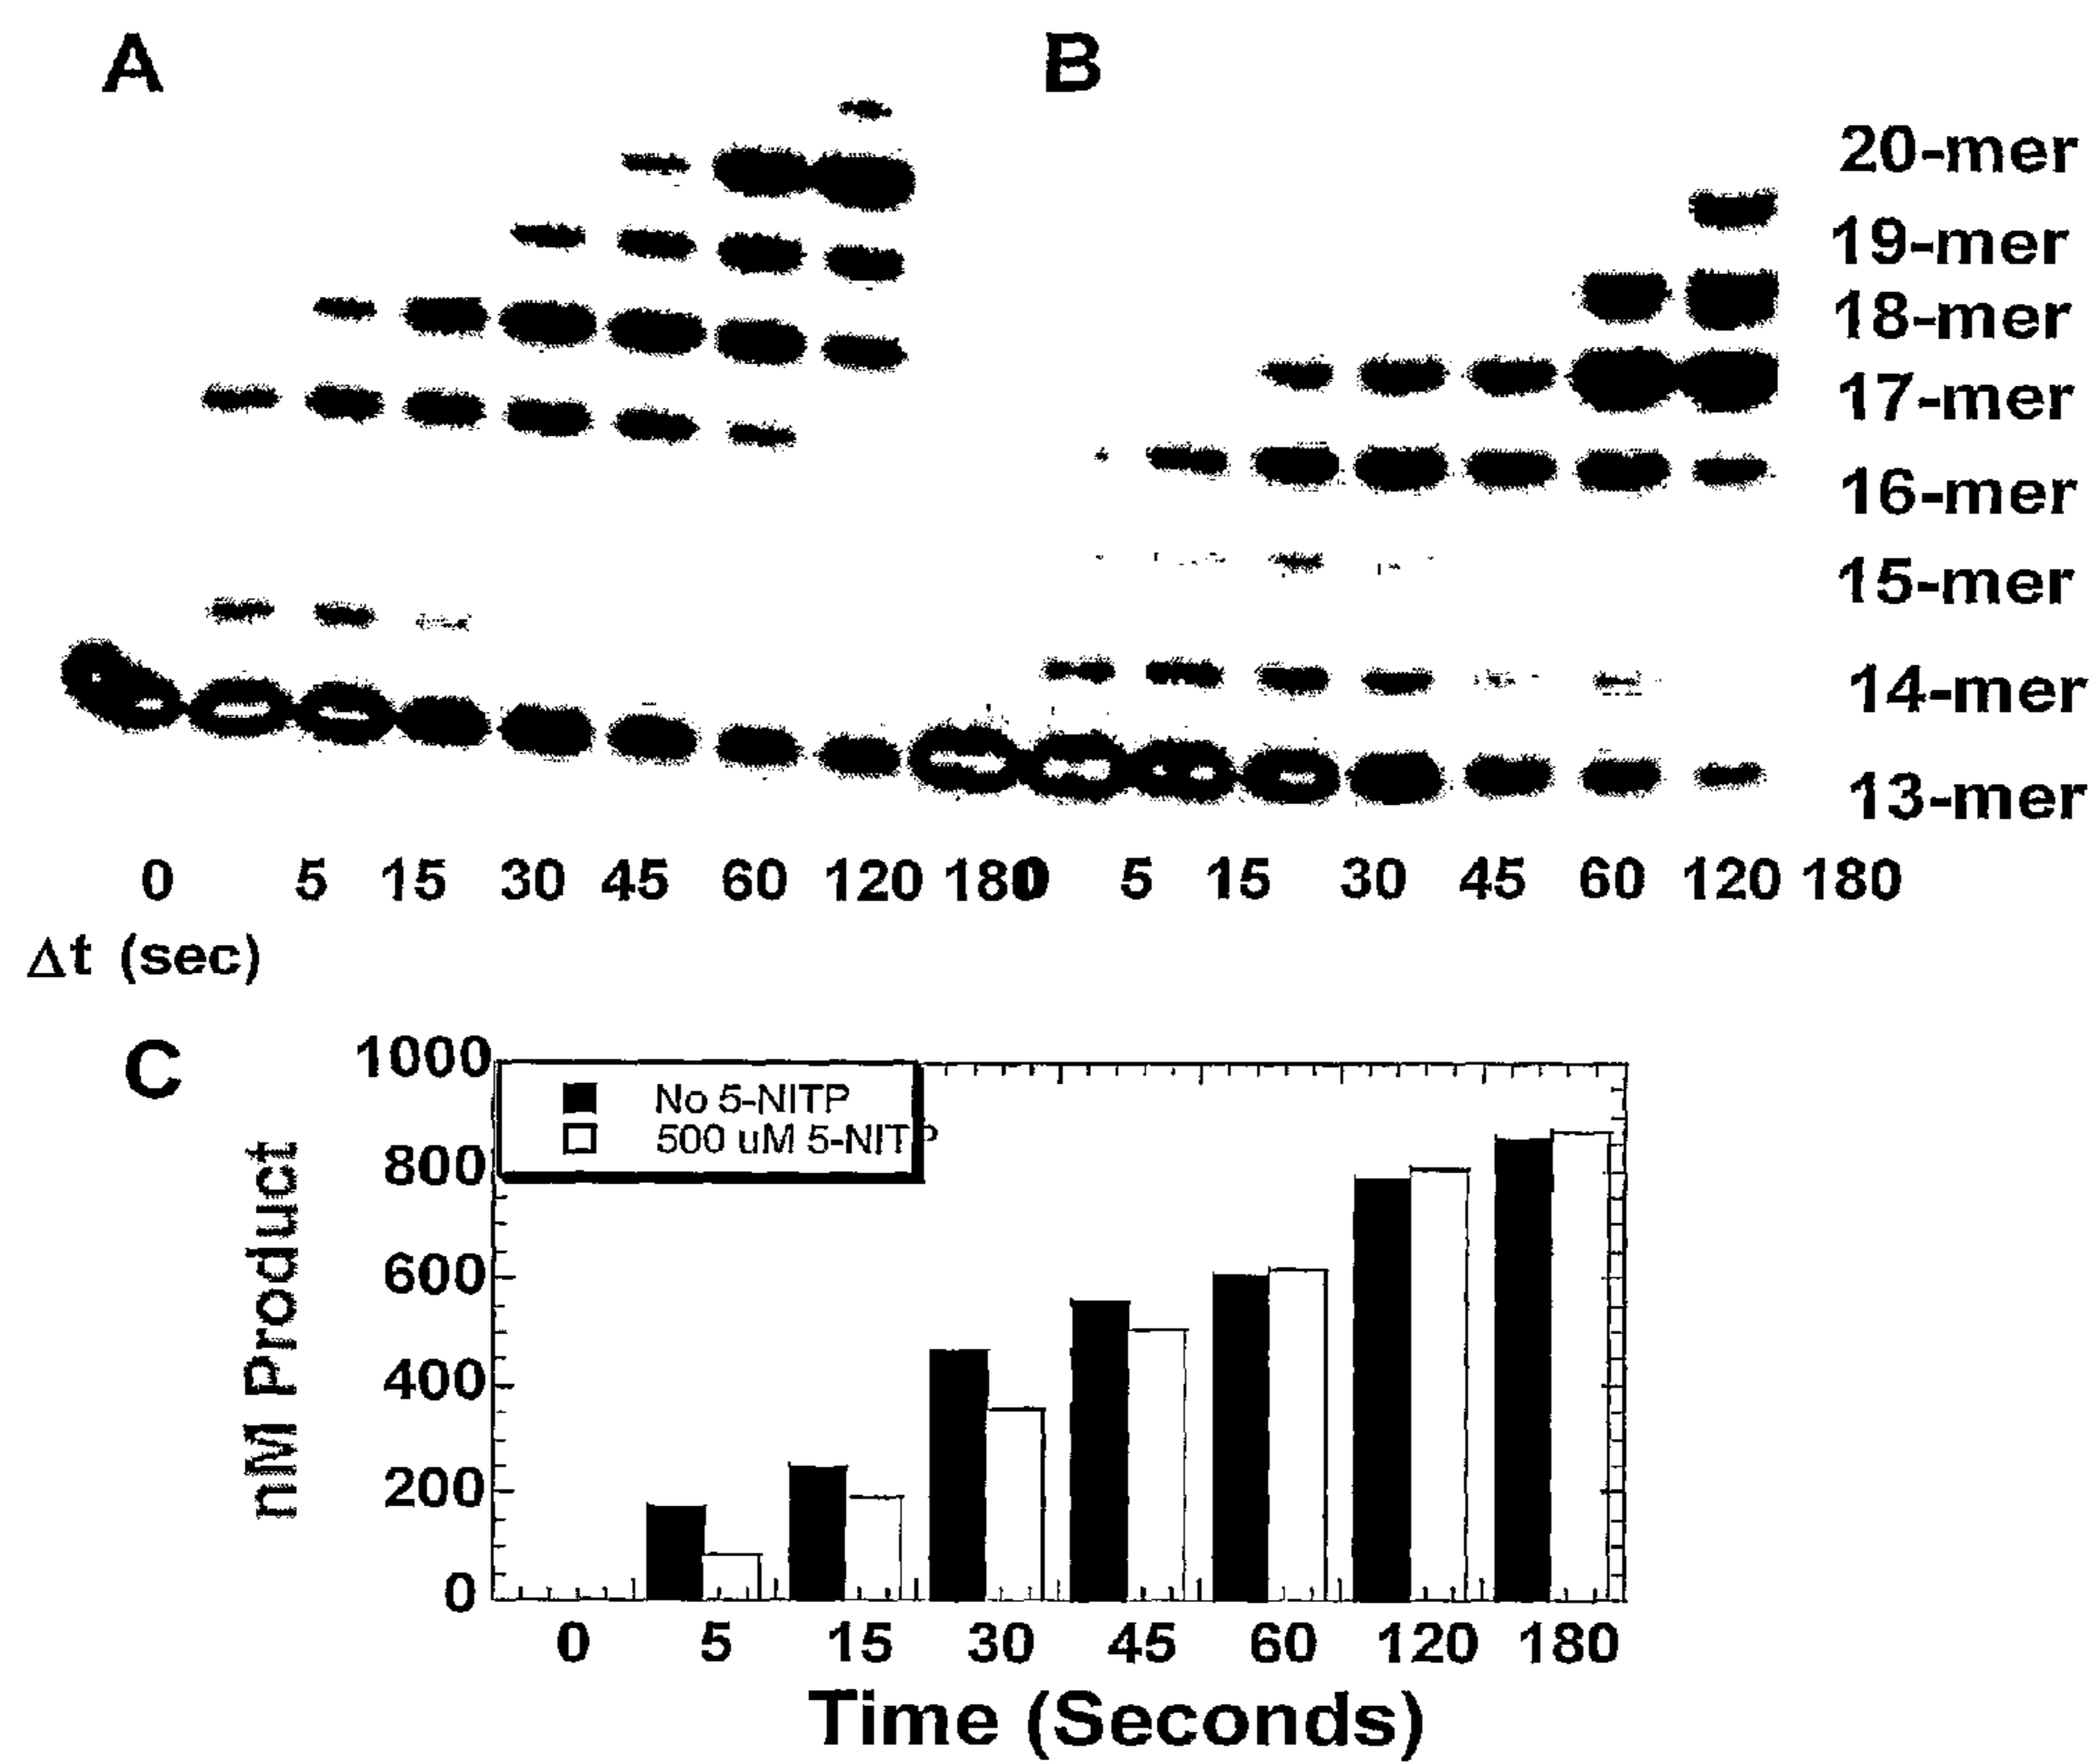 A B
20-mer
19-mer
18-mer
17-mer
16-mer
15-mer
14-mer
13-mer
0 5 15 30 45 60 120 180 0 5 15 30 45 60 120 180
Δt (sec)
C
1000
800
600
400
200
0
nM Product
No 5-NITP
500 uM 5-NITP
0 5 15 30 45 60 120 180
Time (Seconds)